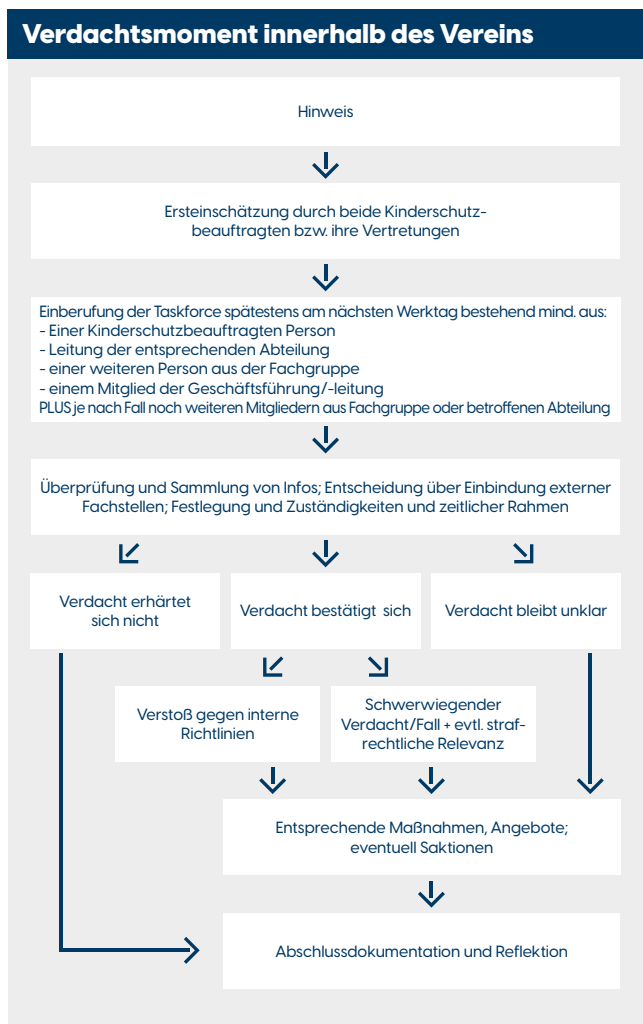 Verdachtsmoment innerhalb des Vereins
Hinweis
Ersteinschätzung durch beide Kinderschutz-
beauftragten bzw. ihre Vertretungen
Einberufung der Taskforce spätestens am nächsten Werktag bestehend mind. aus:
- Einer Kinderschutzbeauftragten Person
- Leitung der entsprechenden Abteilung
- einer weiteren Person aus der Fachgruppe
- einem Mitglied der Geschäftsführung/-leitung
PLUS je nach Fall noch weiteren Mitgliedern aus Fachgruppe oder betroffenen Abteilung
Überprüfung und Sammlung von Infos; Entscheidung über Einbindung externer
Fachstellen; Festlegung und Zuständigkeiten und zeitlicher Rahmen
Verdacht erhärtet
sich nicht
Verdacht bestätigt sich
Verdacht bleibt unklar
Verstoß gegen interne
Richtlinien
Schwerwiegender
Verdacht/Fall + evtl. straf-
rechtliche Relevanz
Entsprechende Maßnahmen, Angebote;
eventuell Saktionen
Abschlussdokumentation und Reflektion